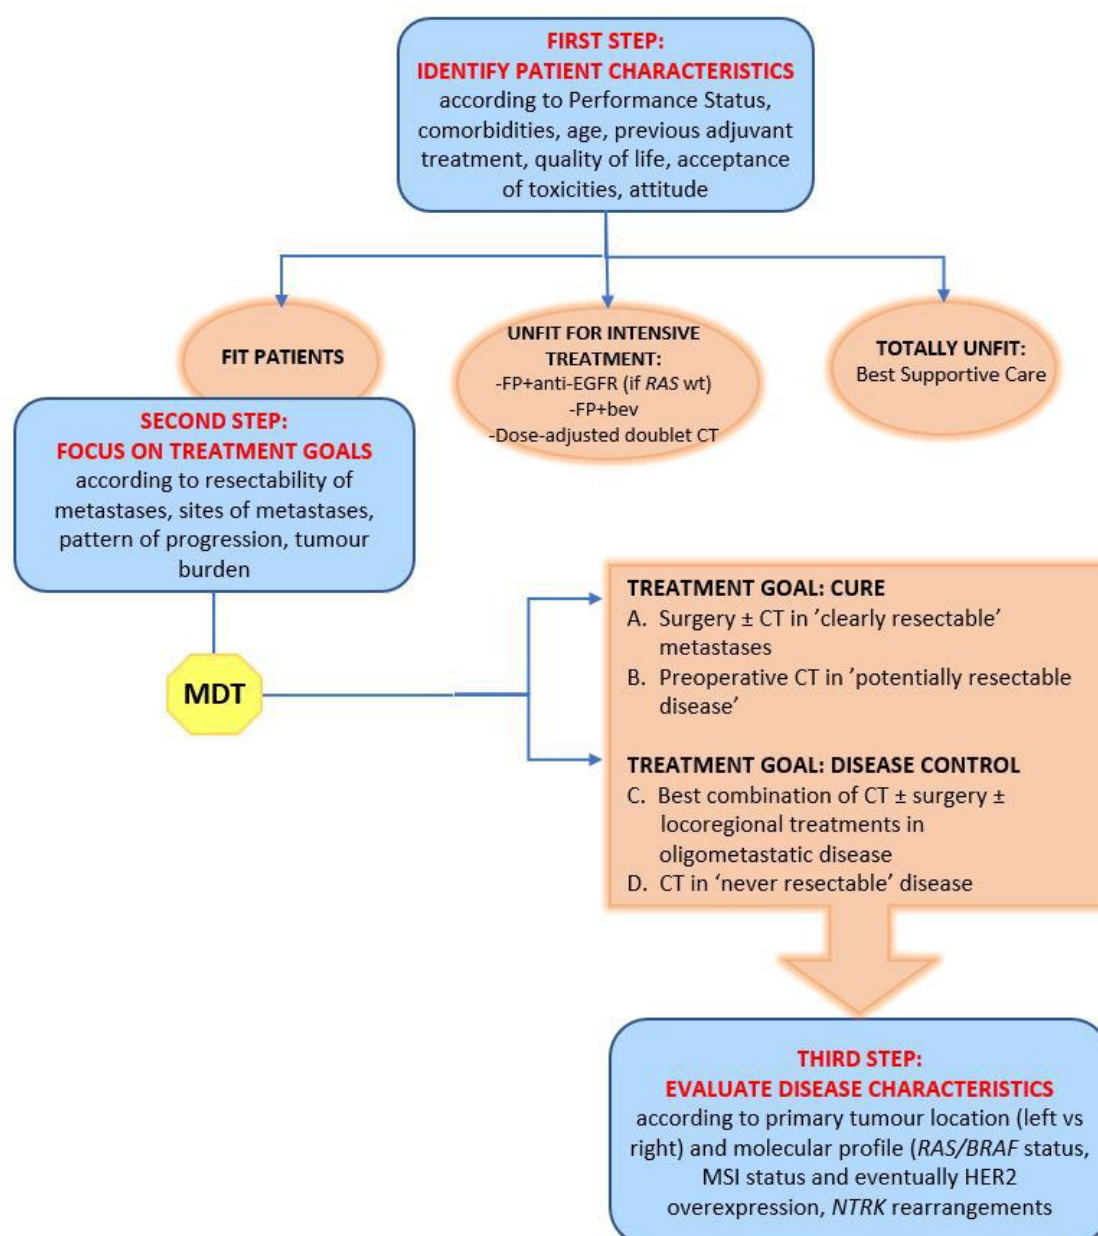 FIRST STEP:
IDENTIFY PATIENT CHARACTERISTICS
according to Performance Status,
comorbidities, age, previous adjuvant
treatment, quality of life, acceptance
of toxicities, attitude
FIT PATIENTS
UNFIT FOR INTENSIVE
TREATMENT:
-FP+anti-EGFR (if RAS wt)
-FP+bev
-Dose-adjusted doublet CT
TOTALLY UNFIT:
Best Supportive Care
SECOND STEP:
FOCUS ON TREATMENT GOALS
according to resectability of
metastases, sites of metastases,
pattern of progression, tumour
burden
MDT
TREATMENT GOAL: CURE
A. Surgery ± CT in ’clearly resectable’
metastases
B. Preoperative CT in ’potentially resectable
disease’
TREATMENT GOAL: DISEASE CONTROL
C. Best combination of CT ± surgery ±
locoregional treatments in
oligometastatic disease
D. CT in ‘never resectable’ disease
THIRD STEP:
EVALUATE DISEASE CHARACTERISTICS
according to primary tumour location (left vs
right) and molecular profile (RAS/BRAF status,
MSI status and eventually HER2
overexpression, NTRK rearrangements